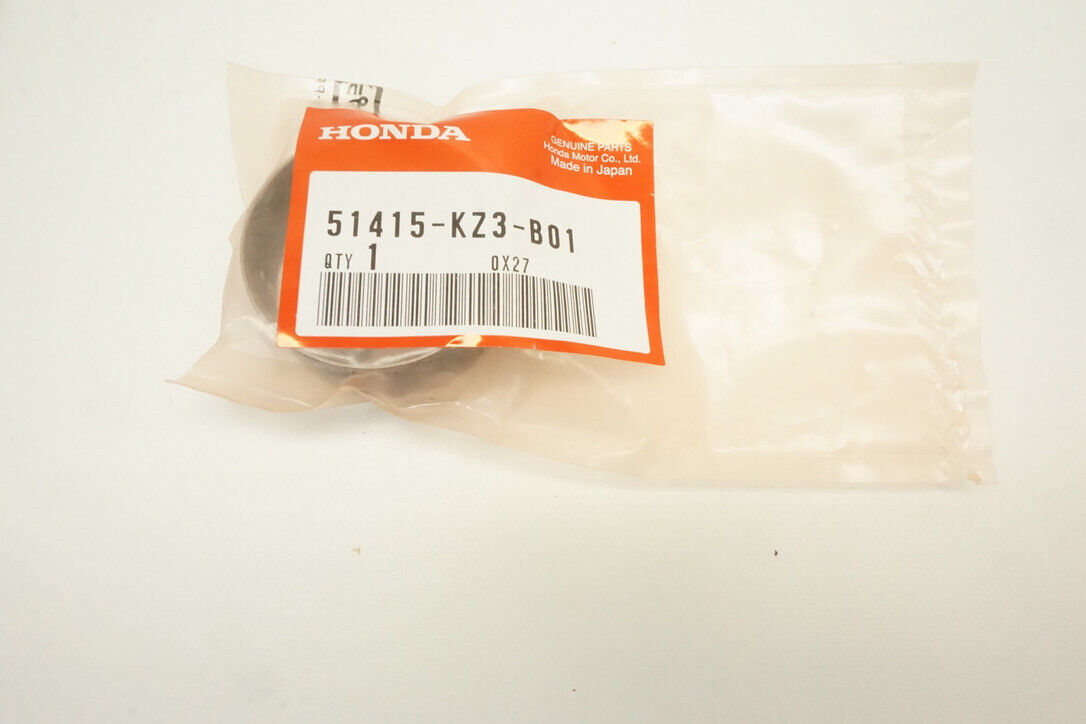 HONDA
GENUINE PARTS
Honda Motor Co., Ltd.
Made in Japan
51415-KZ3-B01
QTY 1 0X27